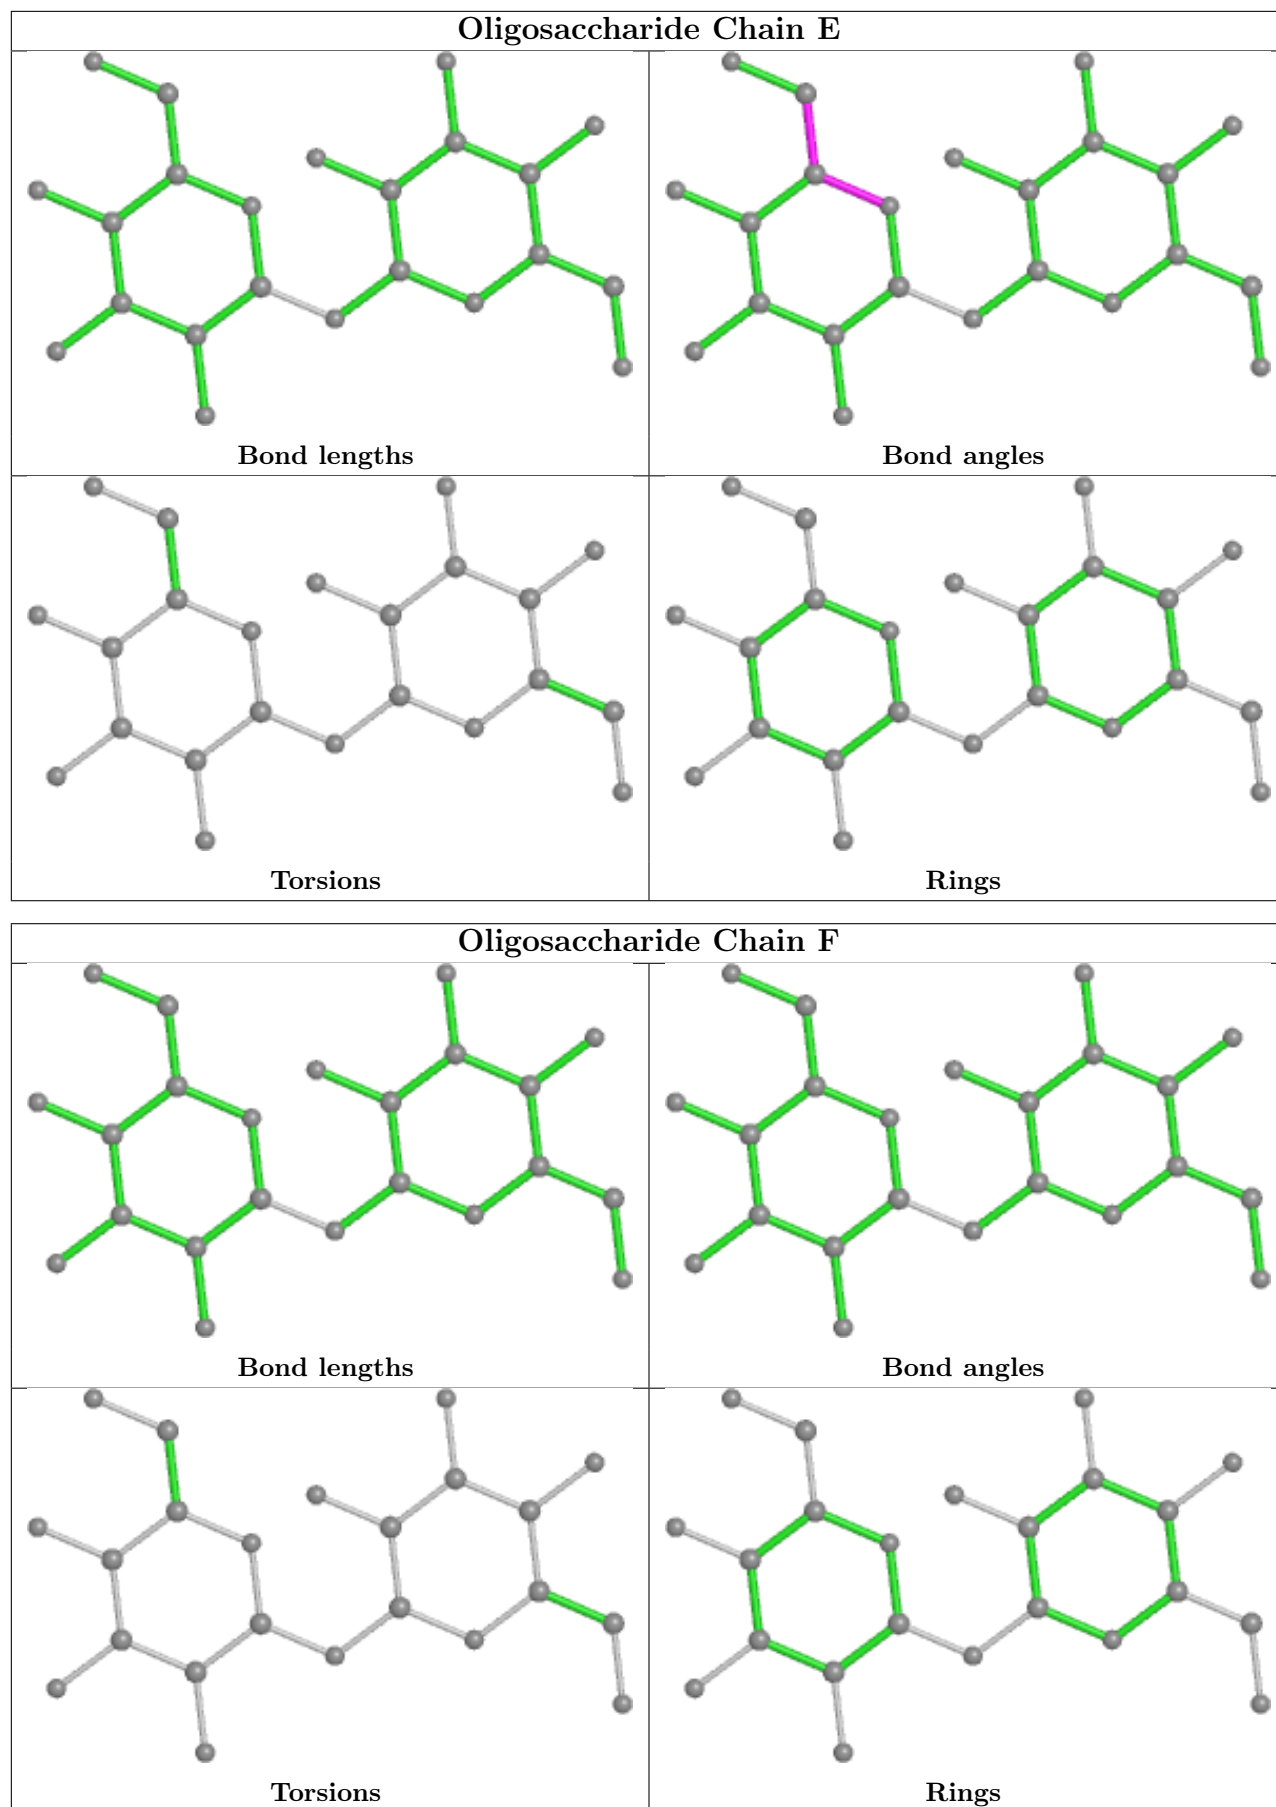 Oligosaccharide Chain E
Bond lengths
Bond angles
Torsions
Rings
Oligosaccharide Chain F
Bond lengths
Bond angles
Torsions
Rings